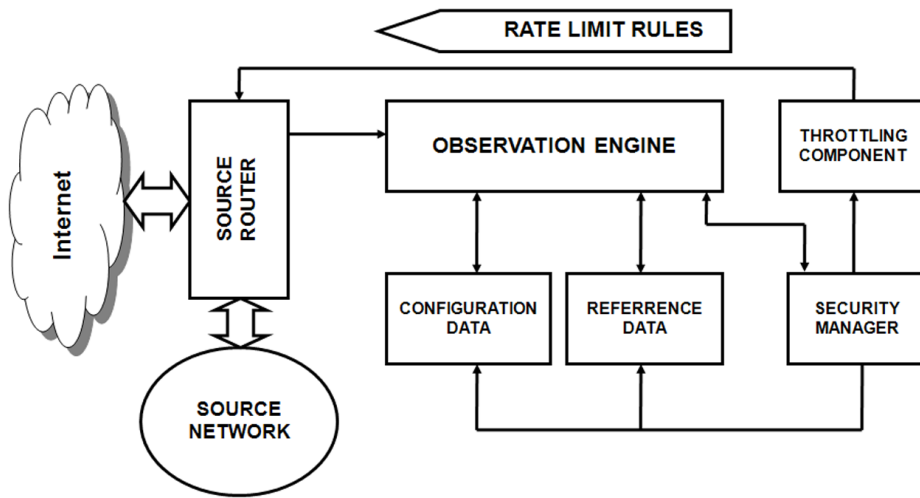 RATE LIMIT RULES
Internet
SOURCE
ROUTER
OBSERVATION ENGINE
THROTTLING
COMPONENT
CONFIGURATION
DATA
REFERRENCE
DATA
SECURITY
MANAGER
SOURCE
NETWORK